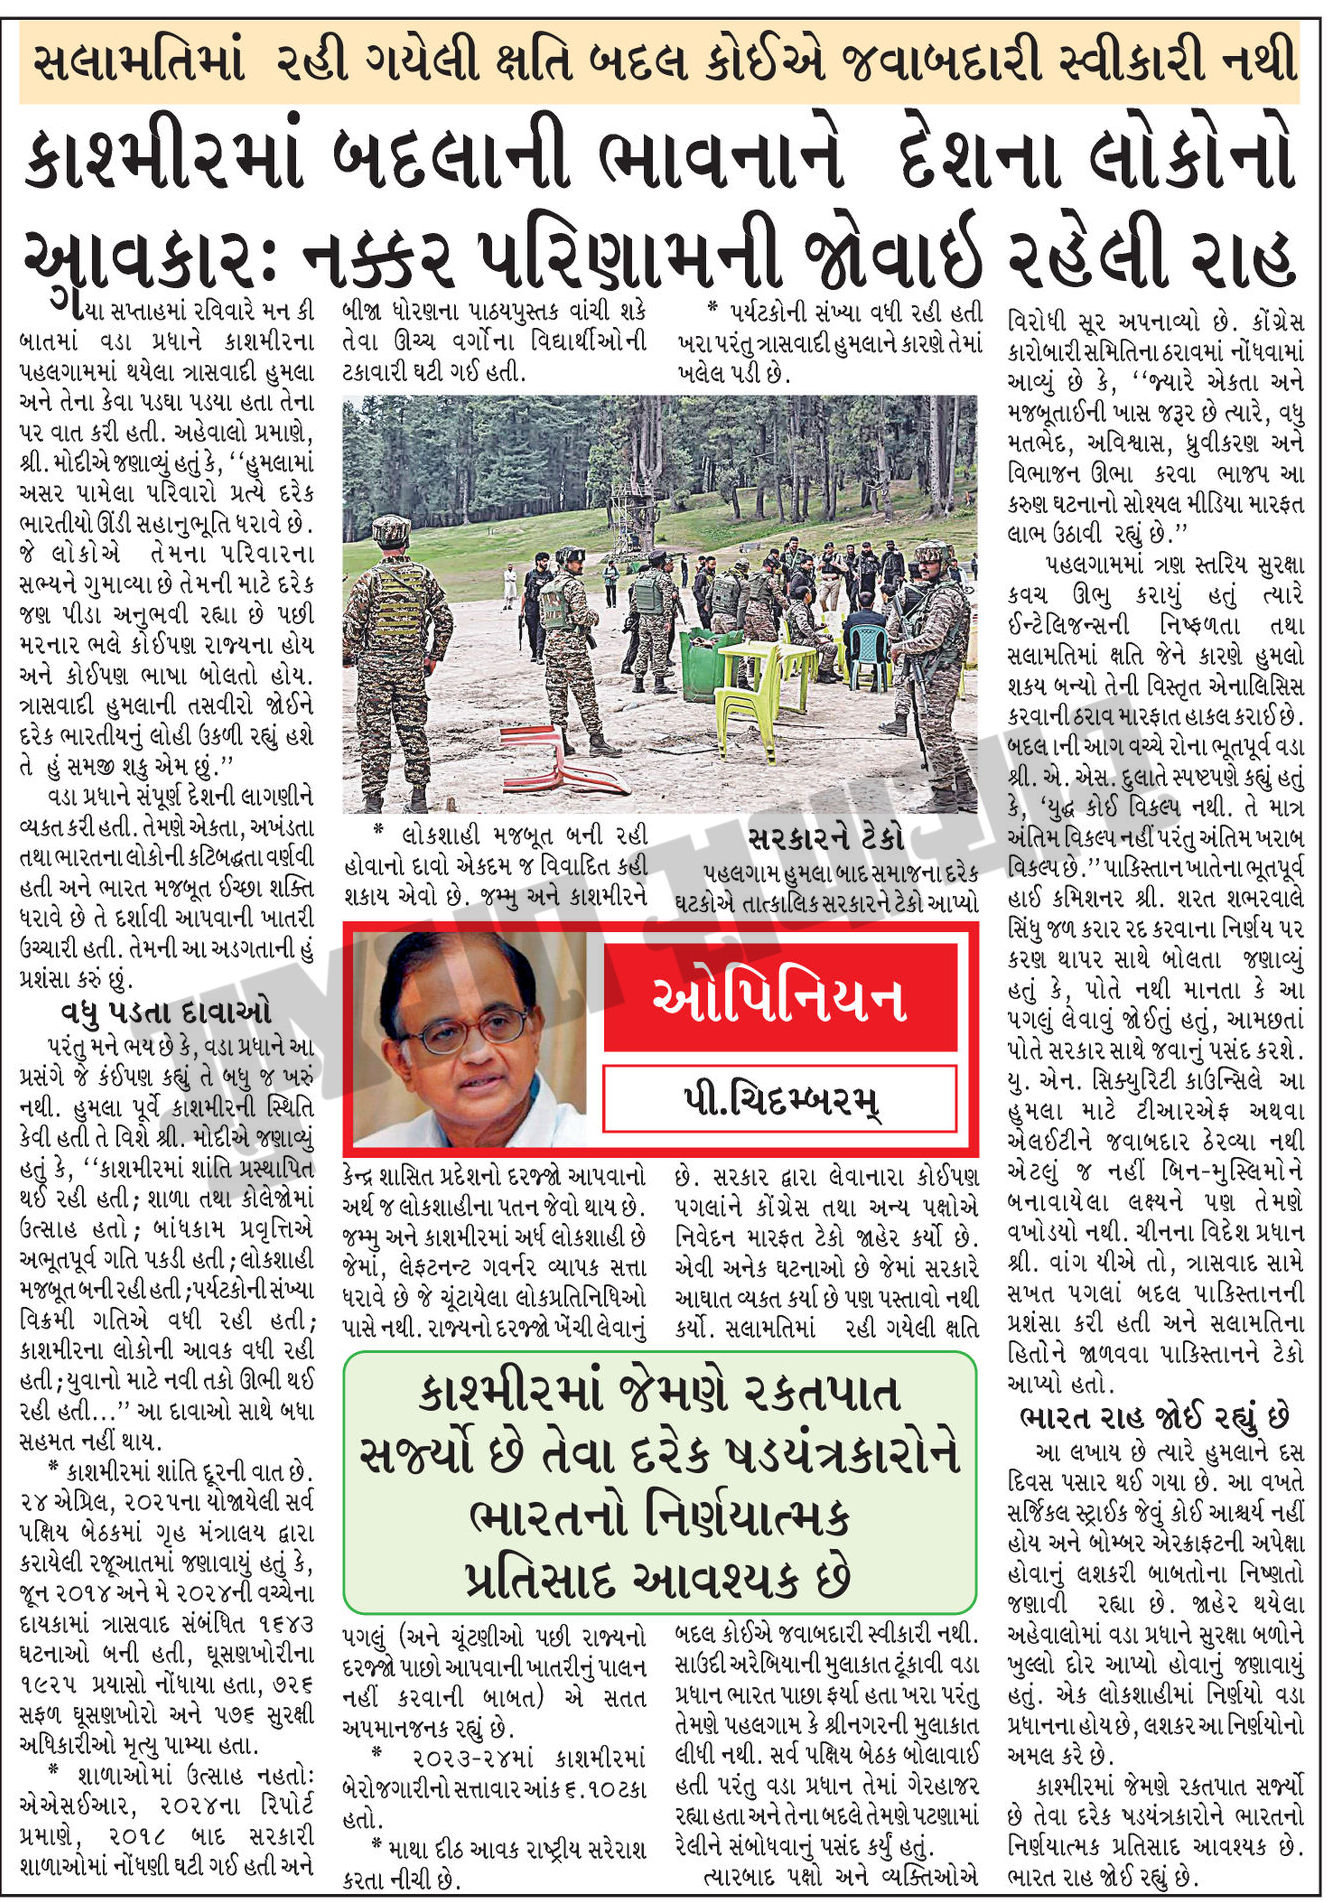 સલામતિમાં રહી ગયેલી ક્ષતિ બદલ કોઈએ જવાબદારી સ્વીકારી નથી
કાશ્મીરમાં બદલાની ભાવનાને દેશના લોકોનો
આવકારઃ નક્કર પરિણામની જોવાઇ રહેલી રાહ
ગયા સપ્તાહમાં રવિવારે મન કી
બાતમાં વડા પ્રધાને કાશ્મીરના
પહલગામમાં થયેલા ત્રાસવાદી હુમલા
અને તેના કેવા પડઘા પડયા હતા તેના
પર વાત કરી હતી. અહેવાલો પ્રમાણે,
શ્રી. મોદીએ જણાવ્યું હતું કે, ‘‘હુમલામાં
અસર પામેલા પરિવારો પ્રત્યે દરેક
ભારતીયો ઊંડી સહાનુભૂતિ ધરાવે છે.
જે લોકોએ તેમના પરિવારના
સભ્યને ગુમાવ્યા છે તેમની માટે દરેક
જણ પીડા અનુભવી રહ્યા છે પછી
મરનાર ભલે કોઈપણ રાજ્યના હોય
અને કોઈપણ ભાષા બોલતો હોય.
ત્રાસવાદી હુમલાની તસવીરો જોઈને
દરેક ભારતીયનું લોહી ઉકળી રહ્યું હશે
તે હું સમજી શકુ એમ છું.’’
વડા પ્રધાને સંપૂર્ણ દેશની લાગણીને
વ્યક્ત કરી હતી. તેમણે એકતા, અખંડતા
તથા ભારતના લોકોની કટિબદ્ધતા વર્ણવી
હતી અને ભારત મજબૂત ઈચ્છા શક્તિ
ધરાવે છે તે દર્શાવી આપવાની ખાતરી
ઉચ્ચારી હતી. તેમની આ અડગતાની હું
પ્રશંસા કરું છું.
વધુ પડતા દાવાઓ
પરંતુ મને ભય છે કે, વડા પ્રધાને આ
પ્રસંગે જે કંઈપણ કહ્યું તે બધુ જ ખરું
નથી. હુમલા પૂર્વે કાશ્મીરની સ્થિતિ
કેવી હતી તે વિશે શ્રી. મોદીએ જણાવ્યું
હતું કે, ‘‘કાશ્મીરમાં શાંતિ પ્રસ્થાપિત
થઈ રહી હતી; શાળા તથા કોલેજોમાં
ઉત્સાહ હતો; બાંધકામ પ્રવૃત્તિએ
અભૂતપૂર્વ ગતિ પકડી હતી;લોકશાહી
મજબૂત બની રહી હતી;પર્યટકોની સંખ્યા
વિક્રમી ગતિએ વધી રહી હતી;
કાશ્મીરના લોકોની આવક વધી રહી
હતી;યુવાનો માટે નવી તકો ઊભી થઈ
રહી હતી...’’ આ દાવાઓ સાથે બધા
સહમત નહીં થાય.
* કાશ્મીરમાં શાંતિ દૂરની વાત છે.
૨૪ એપ્રિલ, ૨૦૨૫ના યોજાયેલી સર્વ
પક્ષિય બેઠકમાં ગૃહ મંત્રાલય દ્વારા
કરાયેલી રજૂઆતમાં જણાવાયું હતું કે,
જૂન ૨૦૧૪ અને મે ૨૦૨૪ની વચ્ચેના
દાયકામાં ત્રાસવાદ સંબંધિત ૧૬૪૩
ઘટનાઓ બની હતી, ઘૂસણખોરીના
૧૯૨૫ પ્રયાસો નોંધાયા હતા, ૭૨૬
સફળ ઘૂસણખોરો અને ૫૭૬ સુરક્ષી
અધિકારીઓ મૃત્યુ પામ્યા હતા.
* શાળાઓમાં ઉત્સાહ નહતોઃ
એએસઈઆર, ૨૦૨૪ના રિપોર્ટ
પ્રમાણે, ૨૦૧૮ બાદ સરકારી
શાળાઓમાં નોંધણી ઘટી ગઈ હતી અને
બીજા ધોરણના પાઠયપુસ્તક વાંચી શકે
તેવા ઊચ્ચ વર્ગોના વિદ્યાર્થીઓની
ટકાવારી ઘટી ગઈ હતી.
* લોકશાહી મજબૂત બની રહી
હોવાનો દાવો એકદમ જ વિવાદિત કહી
શકાય એવો છે. જમ્મુ અને કાશ્મીરને
ઓપિનિયન
પી.ચિદમ્બરમ્
કેન્દ્ર શાસિત પ્રદેશનો દરજ્જો આપવાનો
અર્થ જ લોકશાહીના પતન જેવો થાય છે.
જમ્મુ અને કાશ્મીરમાં અર્ધ લોકશાહી છે
જેમાં, લેફટનન્ટ ગવર્નર વ્યાપક સત્તા
ધરાવે છે જે ચૂંટાયેલા લોકપ્રતિનિધિઓ
પાસે નથી. રાજ્યનો દરજ્જો ખેંચી લેવાનું
કાશ્મીરમાં જેમણે રક્તપાત
સર્જ્યો છે તેવા દરેક ષડયંત્રકારોને
ભારતનો નિર્ણયાત્મક
પ્રતિસાદ આવશ્યક છે
પગલું (અને ચૂંટણીઓ પછી રાજ્યનો
દરજ્જો પાછો આપવાની ખાતરીનું પાલન
નહીં કરવાની બાબત) એ સતત
અપમાનજનક રહ્યું છે.
* ૨૦૨૩-૨૪માં કાશ્મીરમાં
બેરોજગારીનો સત્તાવાર આંક ૬.૧૦ટકા
હતો.
* માથા દીઠ આવક રાષ્ટ્રીય સરેરાશ
કરતા નીચી છે.
* પર્યટકોની સંખ્યા વધી રહી હતી
ખરા પરંતુ ત્રાસવાદી હુમલાને કારણે તેમાં
ખલેલ પડી છે.
સરકારને ટેકો
પહલગામ હુમલા બાદ સમાજના દરેક
ઘટકોએ તાત્કાલિક સરકારને ટેકો આપ્યો
છે. સરકાર દ્વારા લેવાનારા કોઈપણ
પગલાંને કોંગ્રેસ તથા અન્ય પક્ષોએ
નિવેદન મારફત ટેકો જાહેર કર્યો છે.
એવી અનેક ઘટનાઓ છે જેમાં સરકારે
આઘાત વ્યક્ત કર્યા છે પણ પસ્તાવો નથી
કર્યો. સલામતિમાં રહી ગયેલી ક્ષતિ
બદલ કોઈએ જવાબદારી સ્વીકારી નથી.
સાઉદી અરેબિયાની મુલાકાત ટૂંકાવી વડા
પ્રધાન ભારત પાછા ફર્યા હતા ખરા પરંતુ
તેમણે પહલગામ કે શ્રીનગરની મુલાકાત
લીધી નથી. સર્વ પક્ષિય બેઠક બોલાવાઈ
હતી પરંતુ વડા પ્રધાન તેમાં ગેરહાજર
રહ્યા હતા અને તેના બદલે તેમણે પટણામાં
રેલીને સંબોધવાનું પસંદ કર્યું હતું.
ત્યારબાદ પક્ષો અને વ્યક્તિઓએ
વિરોધી સૂર અપનાવ્યો છે. કોંગ્રેસ
કારોબારી સમિતિના ઠરાવમાં નોંધવામાં
આવ્યું છે કે, ‘‘જ્યારે એકતા અને
મજબૂતાઈની ખાસ જરૂર છે ત્યારે, વધુ
મતભેદ, અવિશ્વાસ, ધ્રુવીકરણ અને
વિભાજન ઊભા કરવા ભાજપ આ
કરુણ ઘટનાનો સોશ્યલ મીડિયા મારફત
લાભ ઉઠાવી રહ્યું છે.’’
પહલગામમાં ત્રણ સ્તરિય સુરક્ષા
કવચ ઊભુ કરાયું હતું ત્યારે
ઈન્ટેલિજન્સની નિષ્ફળતા તથા
સલામતિમાં ક્ષતિ જેને કારણે હુમલો
શકય બન્યો તેની વિસ્તૃત એનાલિસિસ
કરવાની ઠરાવ મારફાત હાકલ કરાઈ છે.
બદલાની આગ વચ્ચે રોના ભૂતપૂર્વ વડા
શ્રી. એ. એસ. દુલાતે સ્પષ્ટપણે કહ્યું હતું
કે, ‘યુદ્ધ કોઈ વિકલ્પ નથી. તે માત્ર
અંતિમ વિકલ્પ નહીં પરંતુ અંતિમ ખરાબ
વિકલ્પ છે.’’ પાકિસ્તાન ખાતેના ભૂતપૂર્વ
હાઈ કમિશનર શ્રી. શરત શભરવાલે
સિંધુ જળ કરાર રદ કરવાના નિર્ણય પર
કરણ થાપર સાથે બોલતા જણાવ્યું
હતું કે, પોતે નથી માનતા કે આ
પગલું લેવાવું જોઈતું હતું, આમછતાં
પોતે સરકાર સાથે જવાનું પસંદ કરશે.
યુ. એન. સિક્યુરિટી કાઉન્સિલે આ
હુમલા માટે ટીઆરએફ અથવા
એલઈટીને જવાબદાર ઠેરવ્યા નથી
એટલું જ નહીં બિન-મુસ્લિમોને
બનાવાયેલા લક્ષ્યને પણ તેમણે
વખોડયો નથી. ચીનના વિદેશ પ્રધાન
શ્રી. વાંગ યીએ તો, ત્રાસવાદ સામે
સખત પગલાં બદલ પાકિસ્તાનની
પ્રશંસા કરી હતી અને સલામતિના
હિતોને જાળવવા પાકિસ્તાનને ટેકો
આપ્યો હતો.
ભારત રાહ જોઈ રહ્યું છે
આ લખાય છે ત્યારે હુમલાને દસ
દિવસ પસાર થઈ ગયા છે. આ વખતે
સર્જિકલ સ્ટ્રાઈક જેવું કોઈ આશ્ચર્ય નહીં
હોય અને બોમ્બર એરક્રાફ્ટની અપેક્ષા
હોવાનું લશકરી બાબતોના નિષ્ણતો
જણાવી રહ્યા છે. જાહેર થયેલા
અહેવાલોમાં વડા પ્રધાને સુરક્ષા બળોને
ખુલ્લો દોર આપ્યો હોવાનું જણાવાયું
હતું. એક લોકશાહીમાં નિર્ણયો વડા
પ્રધાનના હોય છે, લશકર આ નિર્ણયોનો
અમલ કરે છે.
કાશ્મીરમાં જેમણે રક્તપાત સર્જ્યો
છે તેવા દરેક ષડયંત્રકારોને ભારતનો
નિર્ણયાત્મક પ્રતિસાદ આવશ્યક છે.
ભારત રાહ જોઈ રહ્યું છે.
મુંબઈ સમાચાર